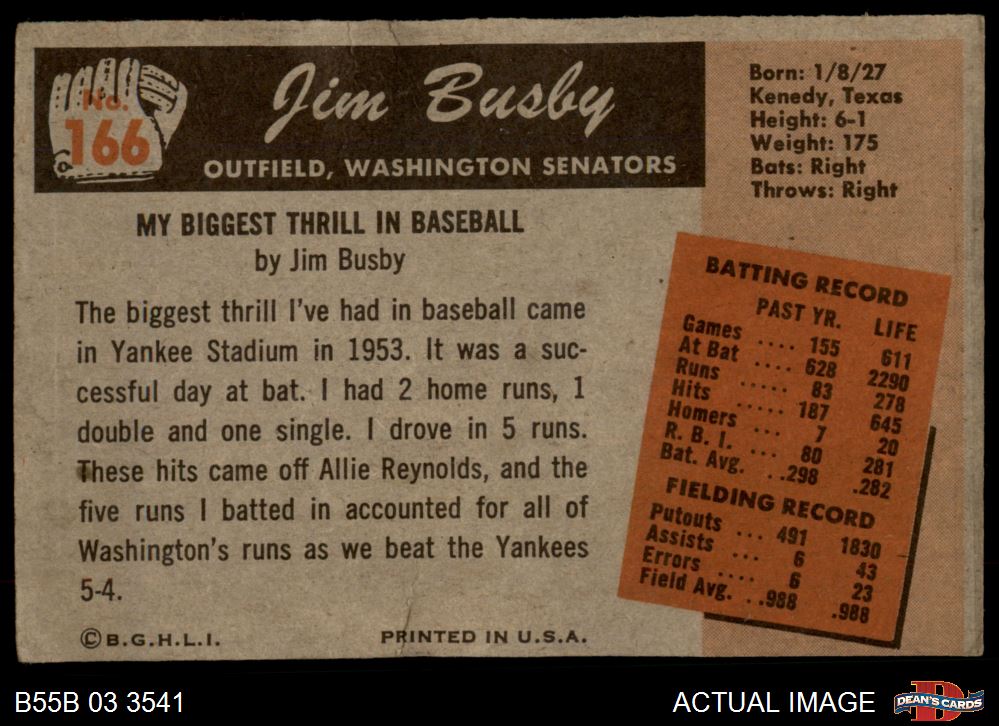 No.
166
Jim Busby
OUTFIELD, WASHINGTON SENATORS
Born: 1/8/27
Kenedy, Texas
Height: 6-1
Weight: 175
Bats: Right
Throws: Right
MY BIGGEST THRILL IN BASEBALL
by Jim Busby
The biggest thrill I've had in baseball came
in Yankee Stadium in 1953. It was a suc-
cessful day at bat. I had 2 home runs, 1
double and one single. I drove in 5 runs.
These hits came off Allie Reynolds, and the
five runs I batted in accounted for all of
Washington's runs as we beat the Yankees
5-4.
BATTING RECORD
PAST YR. LIFE
Games .... 155 611
At Bat .... 628 2290
Runs ..... 83 278
Hits ..... 187 645
Homers ... 7 20
R. B. I. ... 80 281
Bat. Avg. ..298 .282
FIELDING RECORD
Putouts ... 491 1830
Assists ... 6 43
Errors .... 6 23
Field Avg. ..988 .988
© B.G.H.L.I. PRINTED IN U.S.A.
B55B 03 3541 ACTUAL IMAGE DEAN'S CARDS